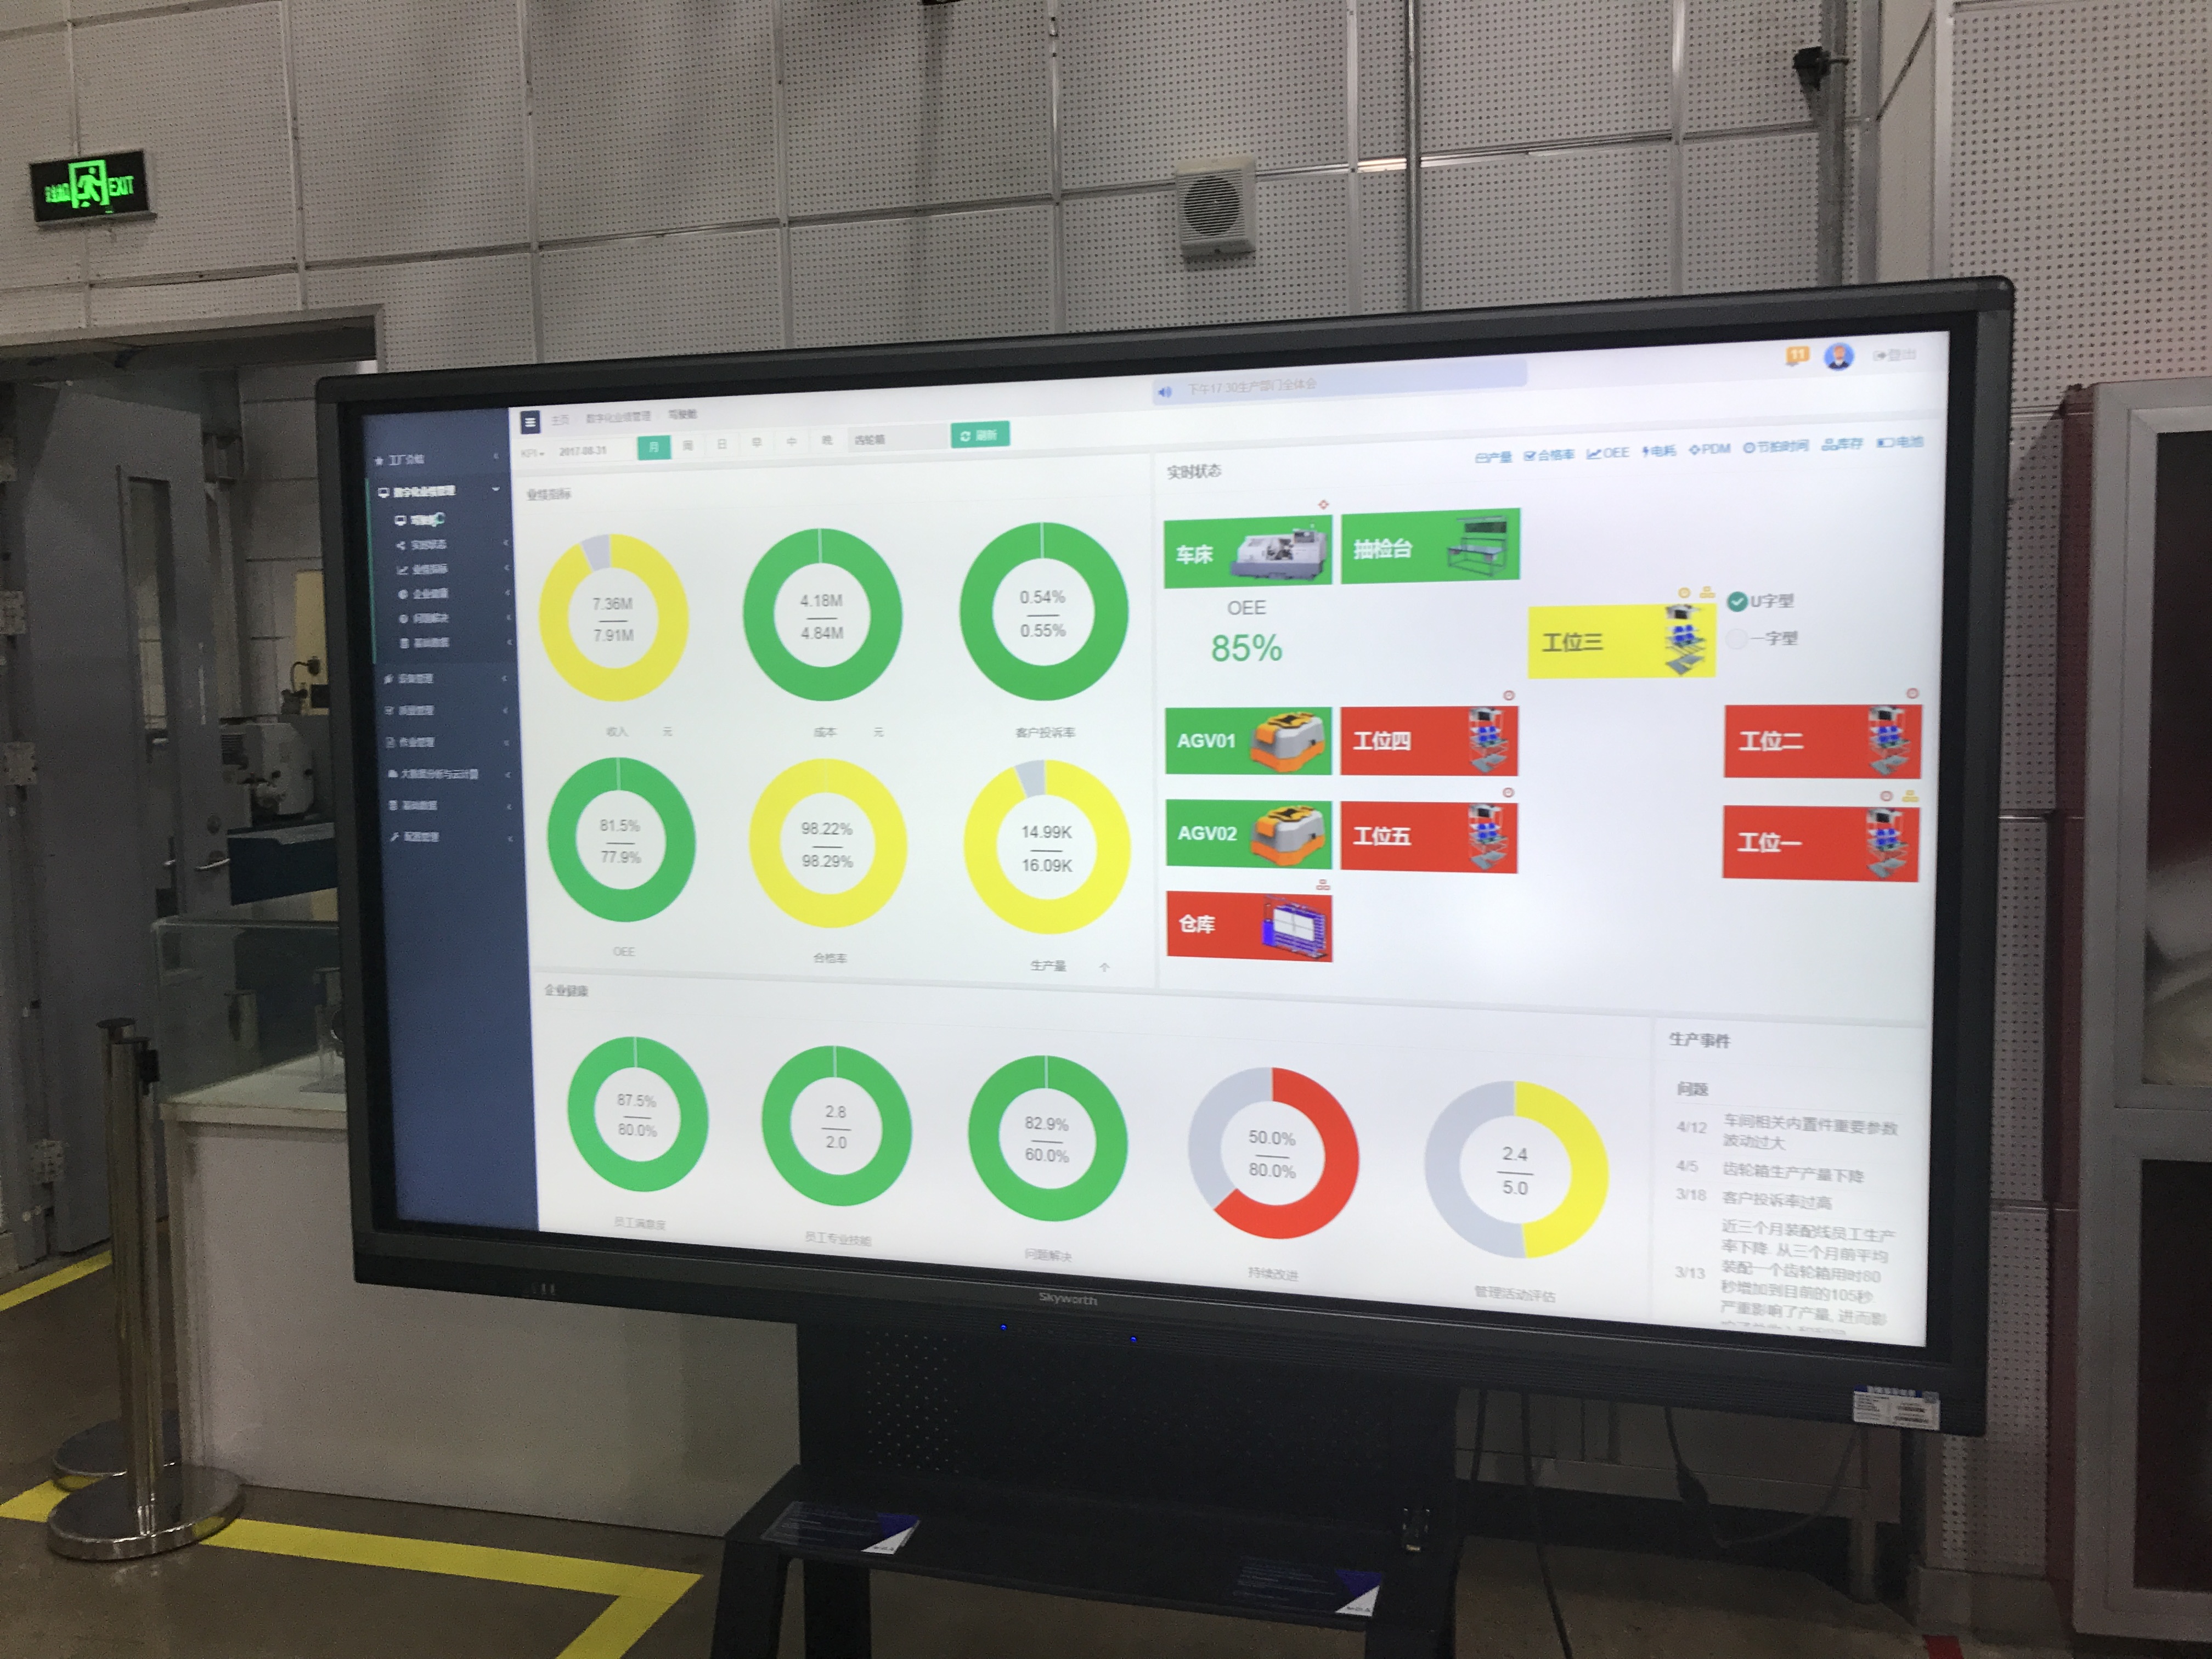 EXIT
下午17:30生产部门全体会
11
登出
主页 数字化业绩管理 驾驶舱
KPI 2017-08-31 月 周 日 早 中 晚 齿轮箱 刷新
工厂介绍
数字化业绩管理
驾驶舱
实时状态
业绩指标
企业健康
问题解决
基础数据
设备管理
质量管理
作业管理
大数据分析与云计算
基础数据
配置管理
业绩指标
7.36M
7.91M
收入 元
4.18M
4.84M
成本 元
0.54%
0.55%
客户投诉率
81.5%
77.9%
OEE
98.22%
98.29%
合格率
14.99K
16.09K
生产量 个
实时状态
产量 合格率 OEE 电耗 PDM 节拍时间 库存 电池
车床
抽检台
OEE
85%
工位三
U字型
一字型
AGV01
工位四
工位二
AGV02
工位五
工位一
仓库
企业健康
87.5%
80.0%
员工满意度
2.8
2.0
员工专业技能
82.9%
60.0%
问题解决
50.0%
80.0%
持续改进
2.4
5.0
管理活动评估
生产事件
问题
4/12 车间相关内置件重要参数
波动过大
4/5 齿轮箱生产产量下降
3/18 客户投诉率过高
3/13 近三个月装配线员工生产
率下降. 从三个月前平均
装配一个齿轮箱用时80
秒增加到目前的105秒
严重影响了产量, 进而影
Skyworth